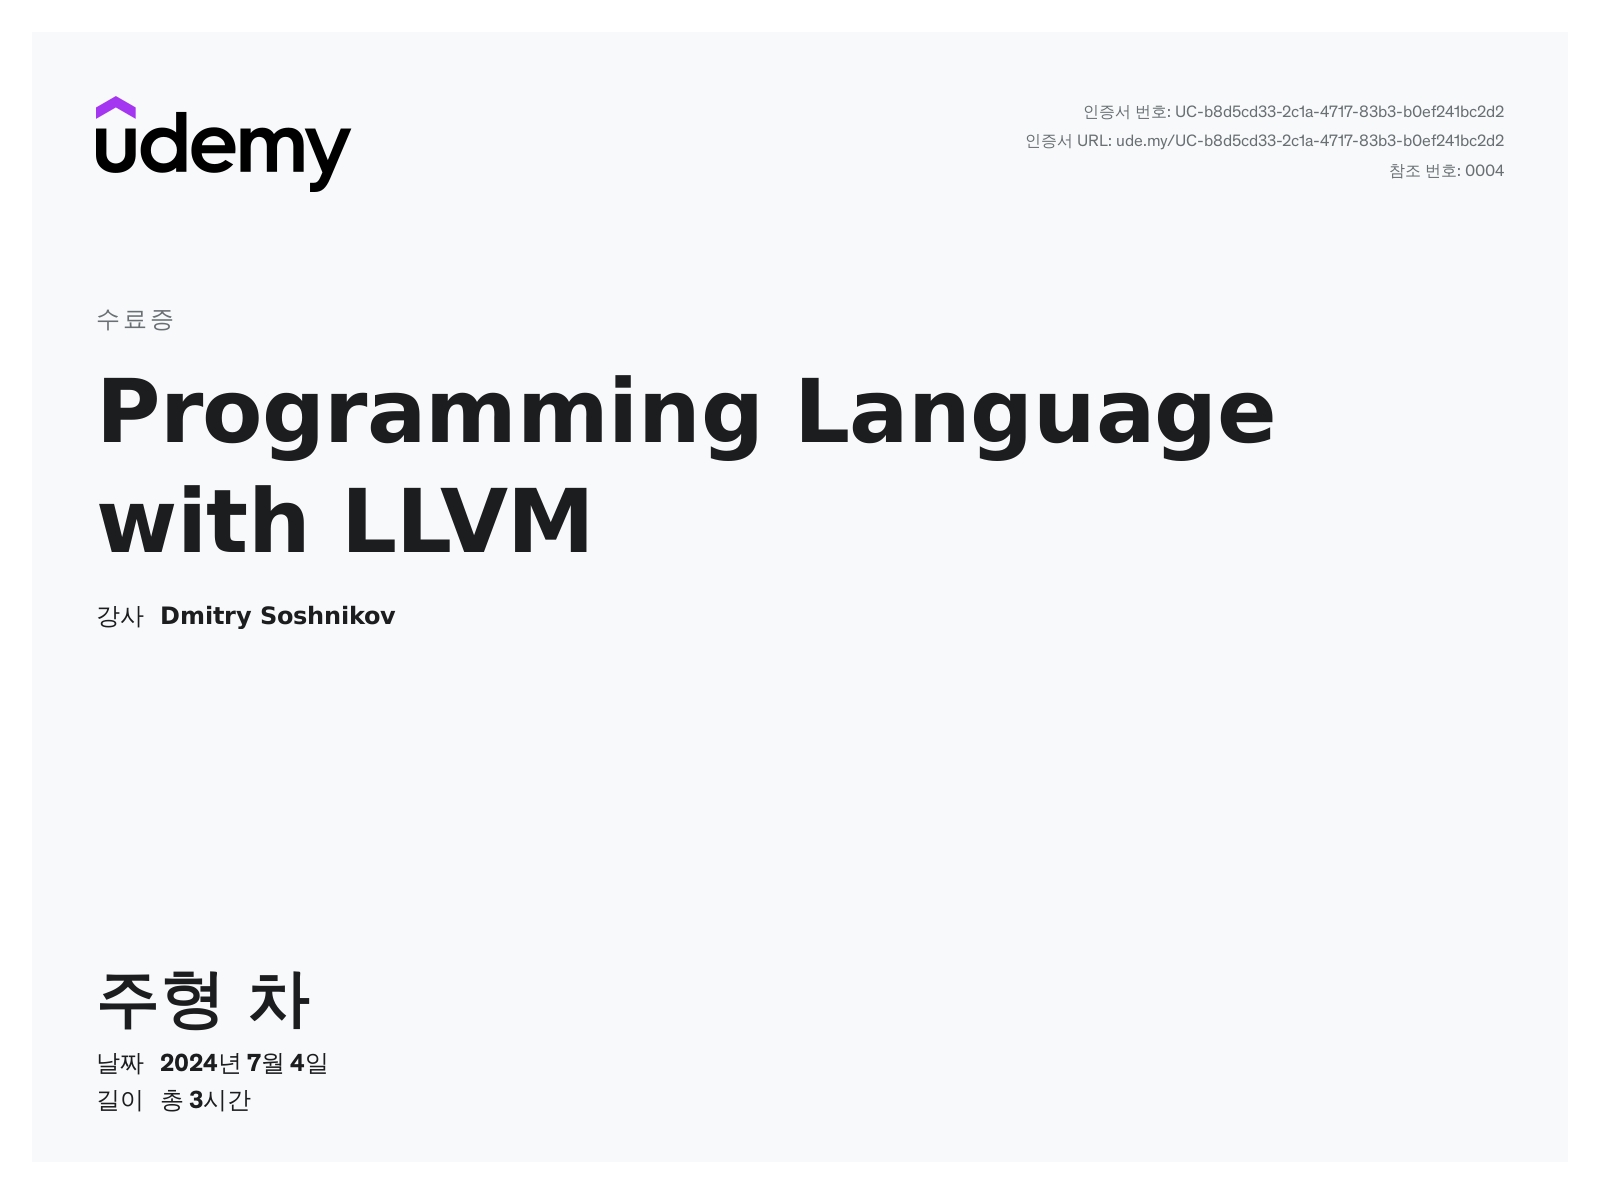 udemy
인증서 번호: UC-b8d5cd33-2c1a-4717-83b3-b0ef241bc2d2
인증서 URL: ude.my/UC-b8d5cd33-2c1a-4717-83b3-b0ef241bc2d2
참조 번호: 0004
수료증
Programming Language
with LLVM
강사 Dmitry Soshnikov
주형 차
날짜 2024년 7월 4일
길이 총 3시간